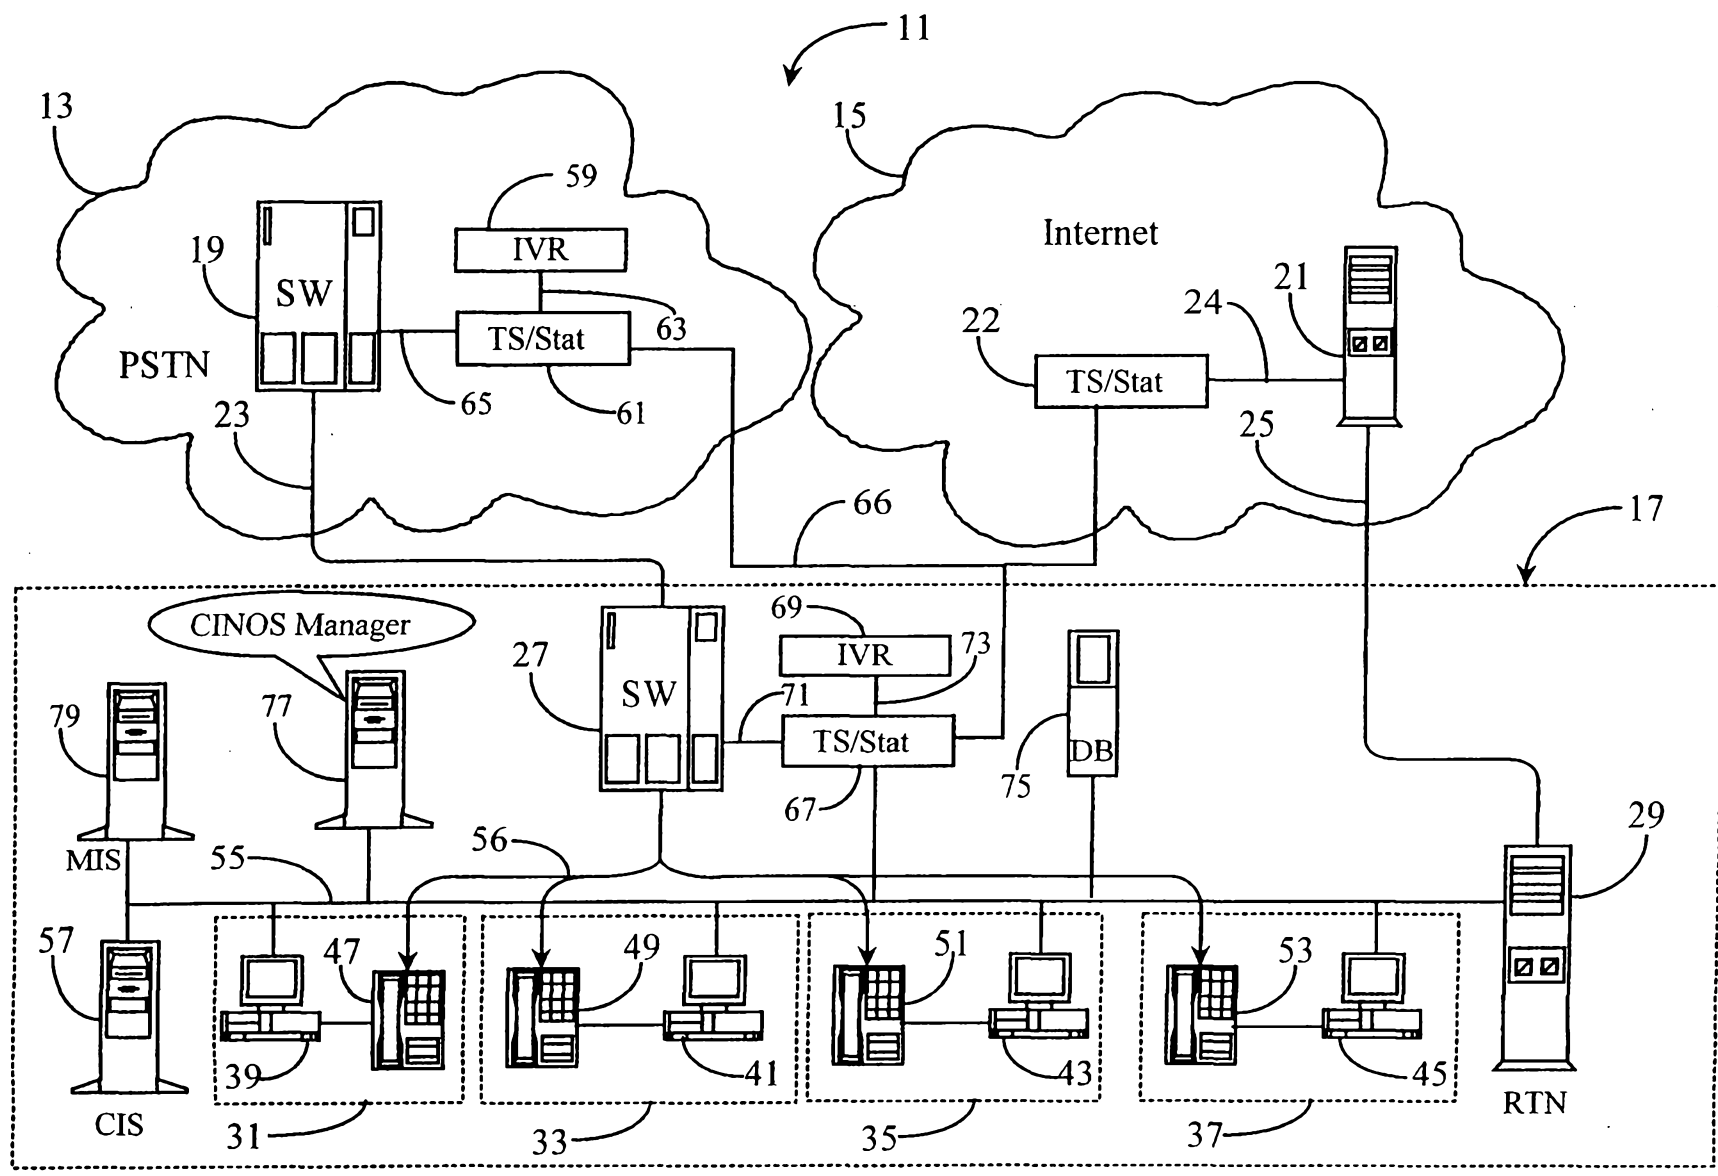 11
13
15
59
IVR
Internet
19
SW
21
24
63
22
TS/Stat
PSTN
TS/Stat
65
61
23
25
66
17
CINOS Manager
69
27
IVR
73
SW
71
79
77
TS/Stat
DB
75
67
29
MIS
55
56
57
47
49
51
53
39
41
43
45
CIS
31
33
35
37
RTN